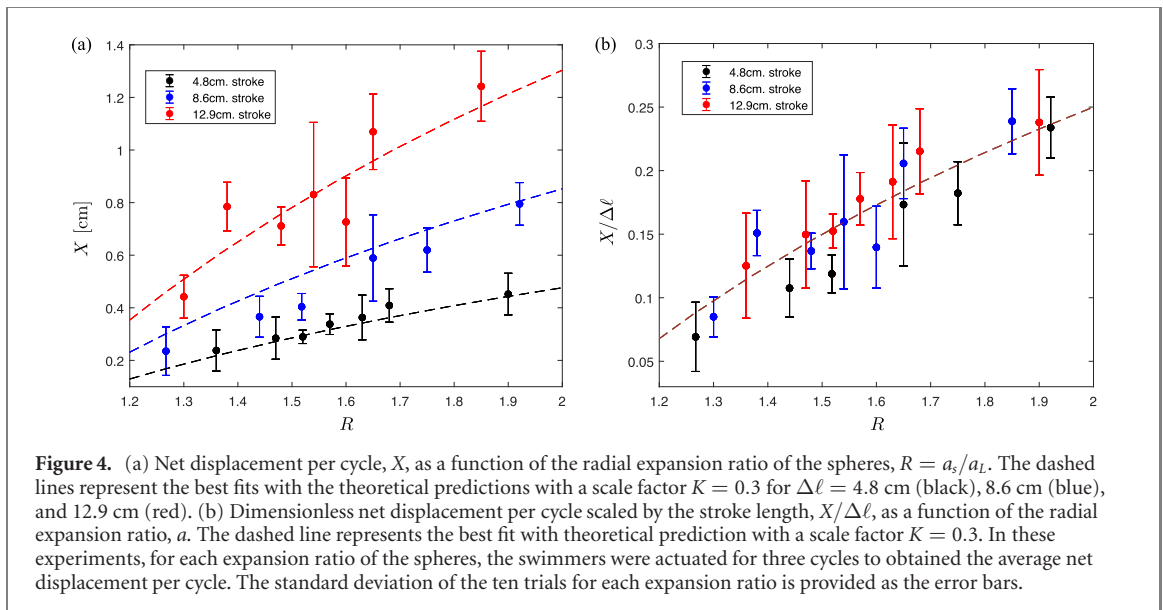 (a)
1.4
1.2
1
0.8
0.6
0.4
0.2
X [cm]
4.8cm. stroke
8.6cm. stroke
12.9cm. stroke
1.2 1.3 1.4 1.5 1.6 1.7 1.8 1.9 2
R
(b)
0.3
0.25
0.2
0.15
0.1
0.05
X/Δℓ
4.8cm. stroke
8.6cm. stroke
12.9cm. stroke
1.2 1.3 1.4 1.5 1.6 1.7 1.8 1.9 2
R
Figure 4. (a) Net displacement per cycle, X, as a function of the radial expansion ratio of the spheres, R = a_s/a_L. The dashed
lines represent the best fits with the theoretical predictions with a scale factor K = 0.3 for Δℓ = 4.8 cm (black), 8.6 cm (blue),
and 12.9 cm (red). (b) Dimensionless net displacement per cycle scaled by the stroke length, X/Δℓ, as a function of the radial
expansion ratio, a. The dashed line represents the best fit with theoretical prediction with a scale factor K = 0.3. In these
experiments, for each expansion ratio of the spheres, the swimmers were actuated for three cycles to obtained the average net
displacement per cycle. The standard deviation of the ten trials for each expansion ratio is provided as the error bars.